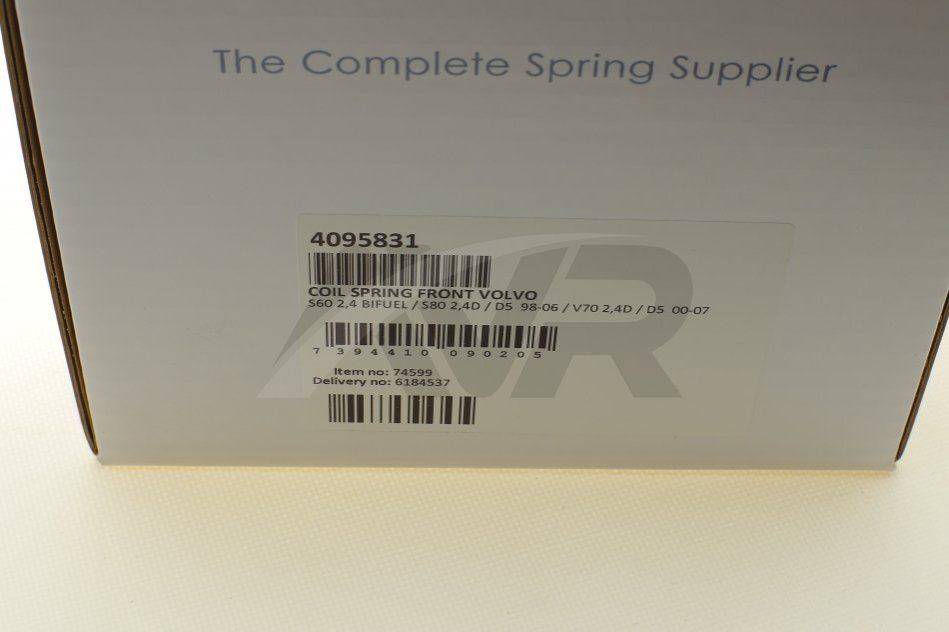 The Complete Spring Supplier
4095831
COIL SPRING FRONT VOLVO
S60 2,4 BIFUEL / S80 2,4D / D5 98-06 / V70 2,4D / D5 00-07
7 394410 090205
Item no: 74599
Delivery no: 6184537